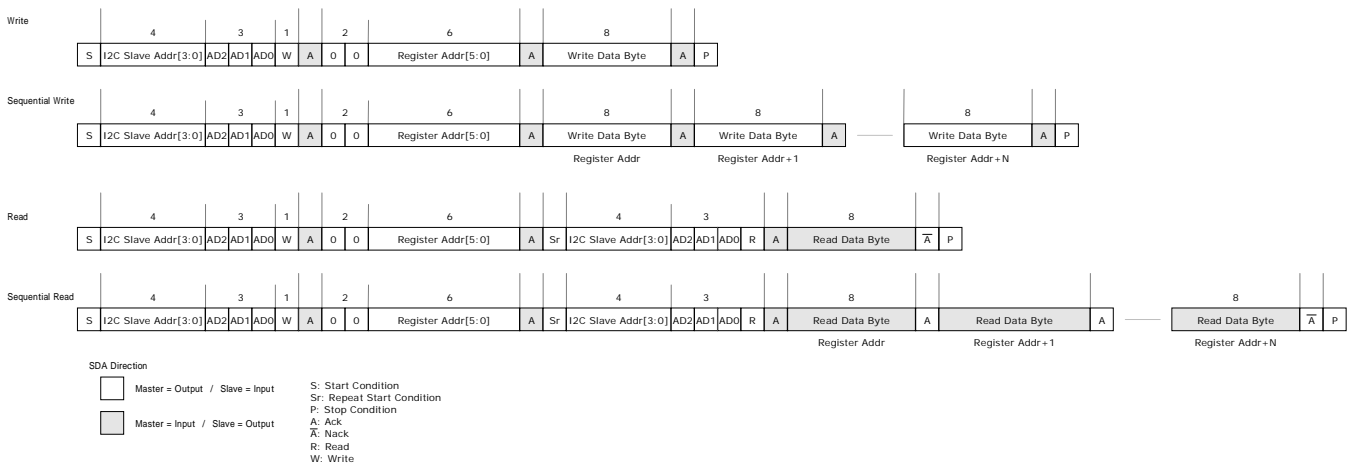 Write
4 3 1 2 6 8
S I2C Slave Addr[3:0] AD2 AD1 AD0 W A 0 0 Register Addr[5:0] A Write Data Byte A P
Sequential Write
4 3 1 2 6 8 8 8
S I2C Slave Addr[3:0] AD2 AD1 AD0 W A 0 0 Register Addr[5:0] A Write Data Byte A Write Data Byte A Write Data Byte A P
Register Addr Register Addr+1 Register Addr+N
Read
4 3 1 2 6 4 3 8
S I2C Slave Addr[3:0] AD2 AD1 AD0 W A 0 0 Register Addr[5:0] A Sr I2C Slave Addr[3:0] AD2 AD1 AD0 R A Read Data Byte A̅ P
Sequential Read
4 3 1 2 6 4 3 8 8
S I2C Slave Addr[3:0] AD2 AD1 AD0 W A 0 0 Register Addr[5:0] A Sr I2C Slave Addr[3:0] AD2 AD1 AD0 R A Read Data Byte A Read Data Byte A Read Data Byte A̅ P
Register Addr Register Addr+1 Register Addr+N
SDA Direction
Master = Output / Slave = Input
Master = Input / Slave = Output
S: Start Condition
Sr: Repeat Start Condition
P: Stop Condition
A: Ack
A̅: Nack
R: Read
W: Write